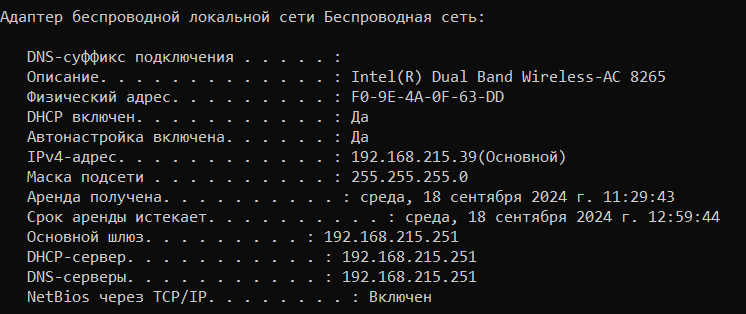 Адаптер беспроводной локальной сети Беспроводная сеть:
DNS-суффикс подключения . . . . . :
Описание. . . . . . . . . . . . . : Intel(R) Dual Band Wireless-AC 8265
Физический адрес. . . . . . . . . : F0-9E-4A-0F-63-DD
DHCP включен. . . . . . . . . . . : Да
Автонастройка включена. . . . . . : Да
IPv4-адрес. . . . . . . . . . . . : 192.168.215.39(Основной)
Маска подсети . . . . . . . . . . : 255.255.255.0
Аренда получена. . . . . . . . . . : среда, 18 сентября 2024 г. 11:29:43
Срок аренды истекает. . . . . . . . . . : среда, 18 сентября 2024 г. 12:59:44
Основной шлюз. . . . . . . . . : 192.168.215.251
DHCP-сервер. . . . . . . . . . . : 192.168.215.251
DNS-серверы. . . . . . . . . . . : 192.168.215.251
NetBios через TCP/IP. . . . . . . . : Включен